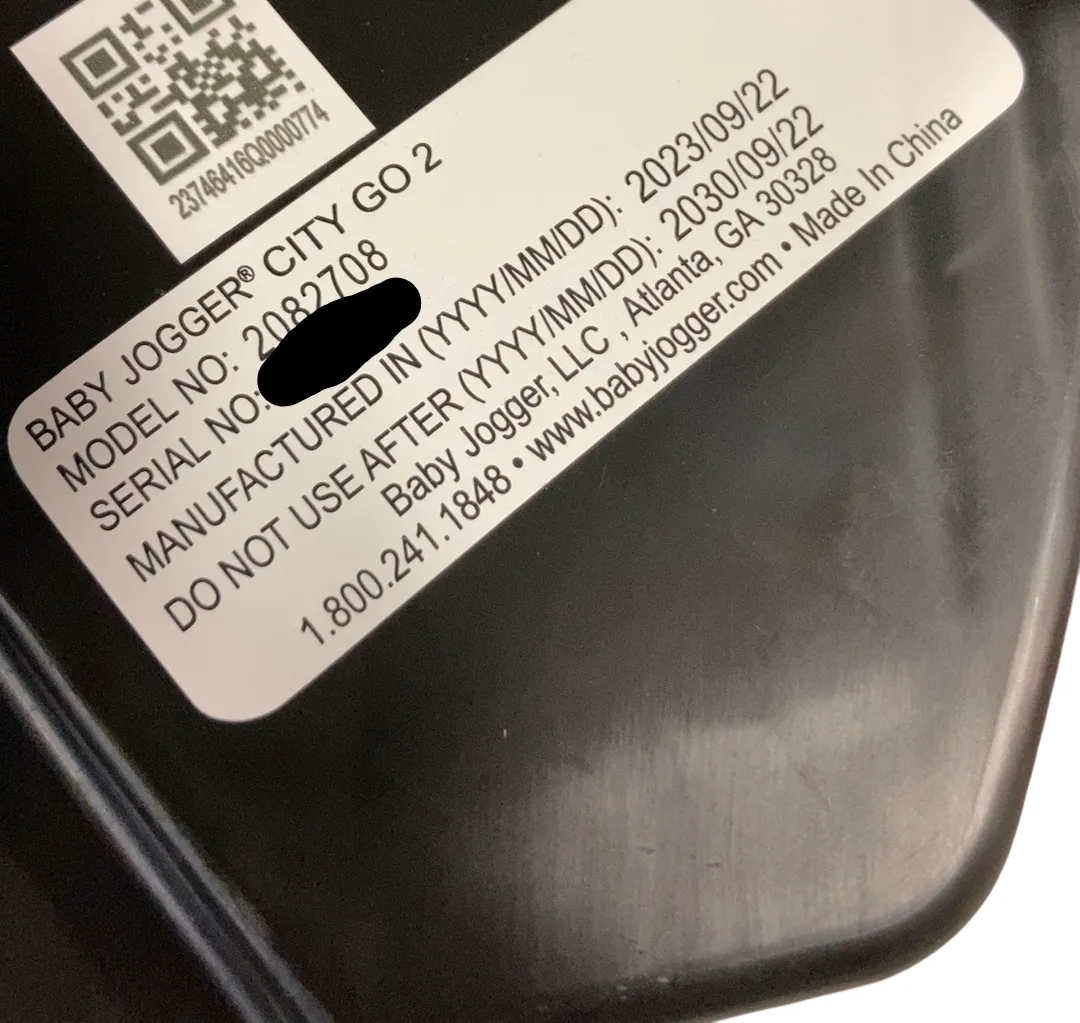 23746416Q0000774
BABY JOGGER® CITY GO 2
MODEL NO: 2082708
SERIAL NO:
MANUFACTURED IN (YYYY/MM/DD): 2023/09/22
DO NOT USE AFTER (YYYY/MM/DD): 2030/09/22
Baby Jogger, LLC , Atlanta, GA 30328
1.800.241.1848 • www.babyjogger.com • Made In China